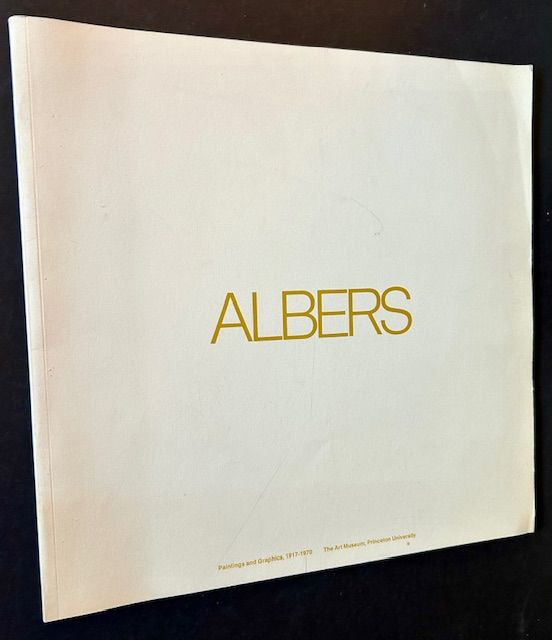 ALBERS
Paintings and Graphics, 1917-1970 The Art Museum, Princeton University